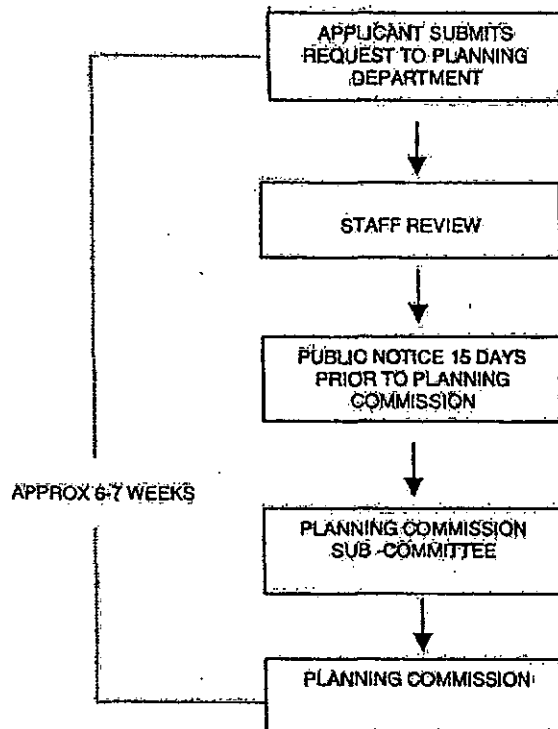 APPLICANT SUBMITS
REQUEST TO PLANNING
DEPARTMENT
STAFF REVIEW
PUBLIC NOTICE 15 DAYS
PRIOR TO PLANNING
COMMISSION
APPROX 6-7 WEEKS
PLANNING COMMISSION
SUB-COMMITTEE
PLANNING COMMISSION